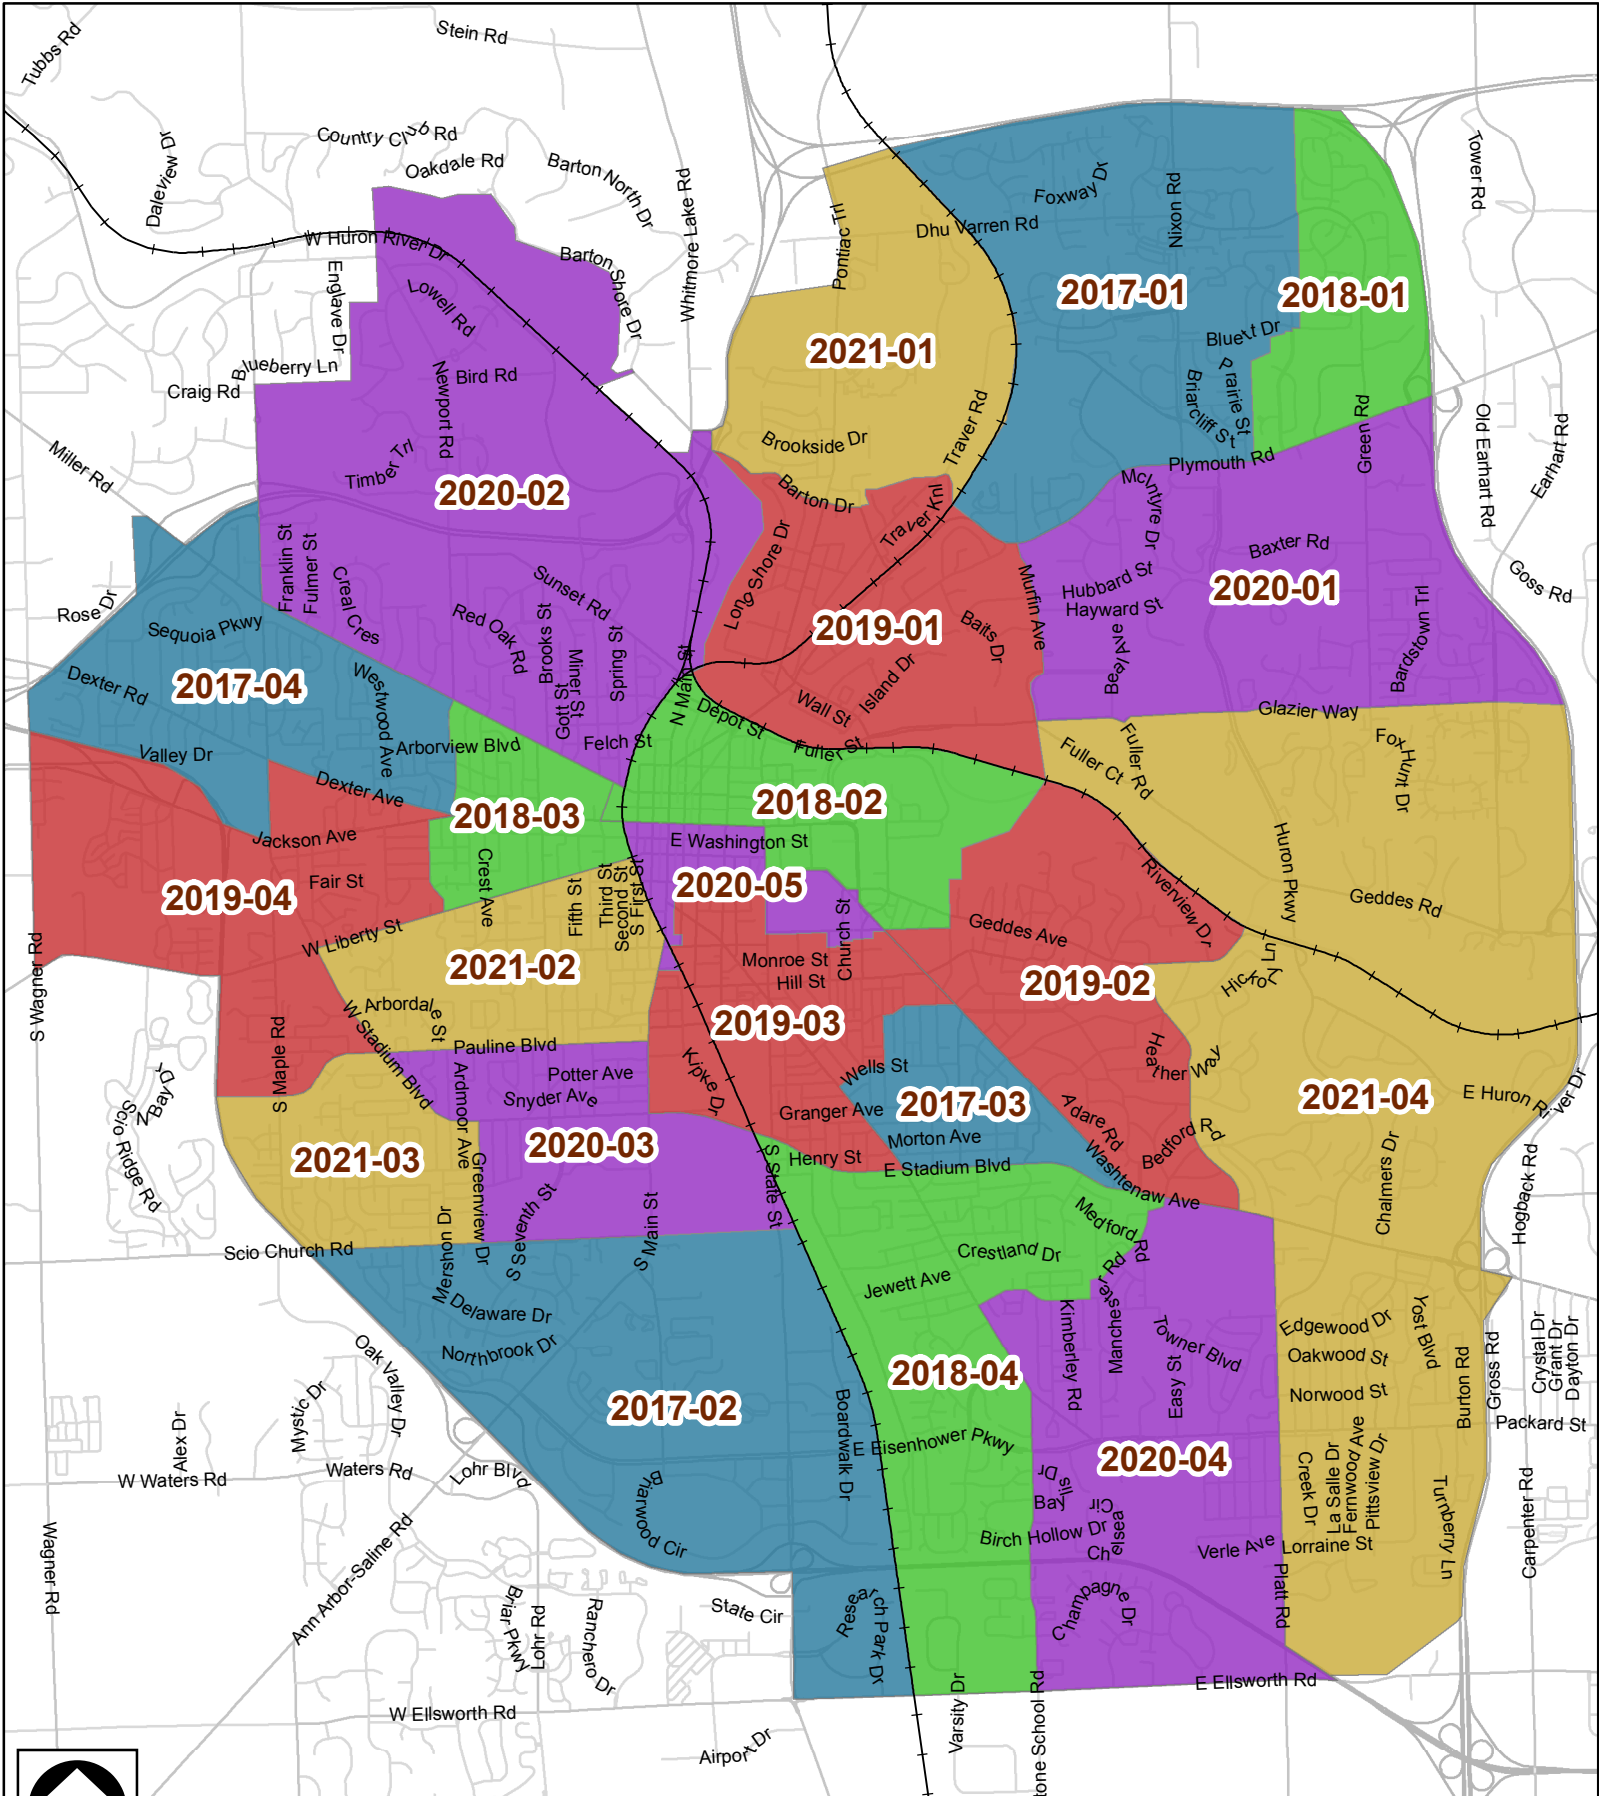 Tubbs Rd
Stein Rd
Country Club Rd
Oakdale Rd
Barton North Dr
Daleview Dr
Whitmore Lake Rd
Tower Rd
Foxway Dr
Nixon Rd
Dhu Varren Rd
Pontiac Trl
W Huron River Dr
Barton Shore Dr
Englave Dr
Lowell Rd
2017-01
2018-01
2021-01
Bluett Dr
Blueberry Ln
Craig Rd
Bird Rd
Newport Rd
Prairie St
Briarcliff St
Traver Rd
Green Rd
Old Earhart Rd
Earhart Rd
Brookside Dr
Plymouth Rd
Miller Rd
Timber Trl
2020-02
Barton Dr
Traver Knl
McIntyre Dr
Baxter Rd
Franklin St
Fulmer St
Creal Cres
Sunset Rd
Long Shore Dr
Murfin Ave
Hubbard St
Hayward St
2020-01
Goss Rd
Rose Dr
Sequoia Pkwy
Red Oak Rd
Brooks St
Miner St
Spring St
Gott St
2019-01
Baits Dr
Island Dr
Beal Ave
Bardstown Trl
2017-04
Dexter Rd
Westwood Ave
N Main St
Wall St
Depot St
Fuller St
Glazier Way
Valley Dr
Arborview Blvd
Felch St
Fuller Ct
Fuller Rd
Fox Hunt Dr
Dexter Ave
2018-03
2018-02
Jackson Ave
E Washington St
Huron Pkwy
Fair St
Crest Ave
2019-04
2020-05
Riverview Dr
Geddes Rd
Fifth St
Third St
Second St
S First St
Church St
Geddes Ave
W Liberty St
2021-02
Monroe St
Hill St
2019-02
Hickory Ln
S Wagner Rd
Arbordale St
W Stadium Blvd
2019-03
S Maple Rd
Pauline Blvd
Kipke Dr
Wells St
Heather Way
Scio Ridge Rd
Ardmoor Ave
Potter Ave
Snyder Ave
Granger Ave
2017-03
Adare Rd
Bedford Rd
2021-04
E Huron River Dr
2021-03
2020-03
Morton Ave
Henry St
E Stadium Blvd
Washtenaw Ave
Chalmers Dr
Hogback Rd
Greenview Dr
S Seventh St
S Main St
S State St
Medford Rd
Scio Church Rd
Crestland Dr
Jewett Ave
Manchester Rd
Delaware Dr
Northbrook Dr
Oak Valley Dr
Kimberley Rd
Towner Blvd
Easy St
Edgewood Dr
Oakwood St
Norwood St
Yost Blvd
Burton Rd
Gross Rd
Crystal Dr
Grant Dr
Dayton Dr
Packard St
2018-04
2017-02
Boardwalk Dr
E Eisenhower Pkwy
2020-04
Alex Dr
Mystic Dr
W Waters Rd
Waters Rd
Lohr Blvd
Briarwood Cir
Birch Hollow Dr
Chelsea Cir
Verle Ave
Lorraine St
Creek Dr
La Salle Dr
Fernwood Ave
Pittsview Dr
Turnberry Ln
Carpenter Rd
Wagner Rd
Ann Arbor-Saline Rd
Briar Pkwy
Lohr Rd
Ranchero Dr
State Cir
Research Park Dr
Champagne Dr
Platt Rd
E Ellsworth Rd
W Ellsworth Rd
Airport Dr
Varsity Dr
tone School Rd